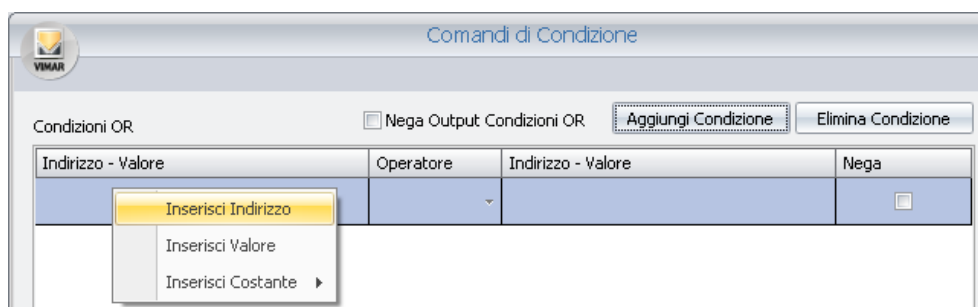 Comandi di Condizione
VIMAR
Condizioni OR
Nega Output Condizioni OR
Aggiungi Condizione
Elimina Condizione
Indirizzo - Valore
Operatore
Indirizzo - Valore
Nega
Inserisci Indirizzo
Inserisci Valore
Inserisci Costante